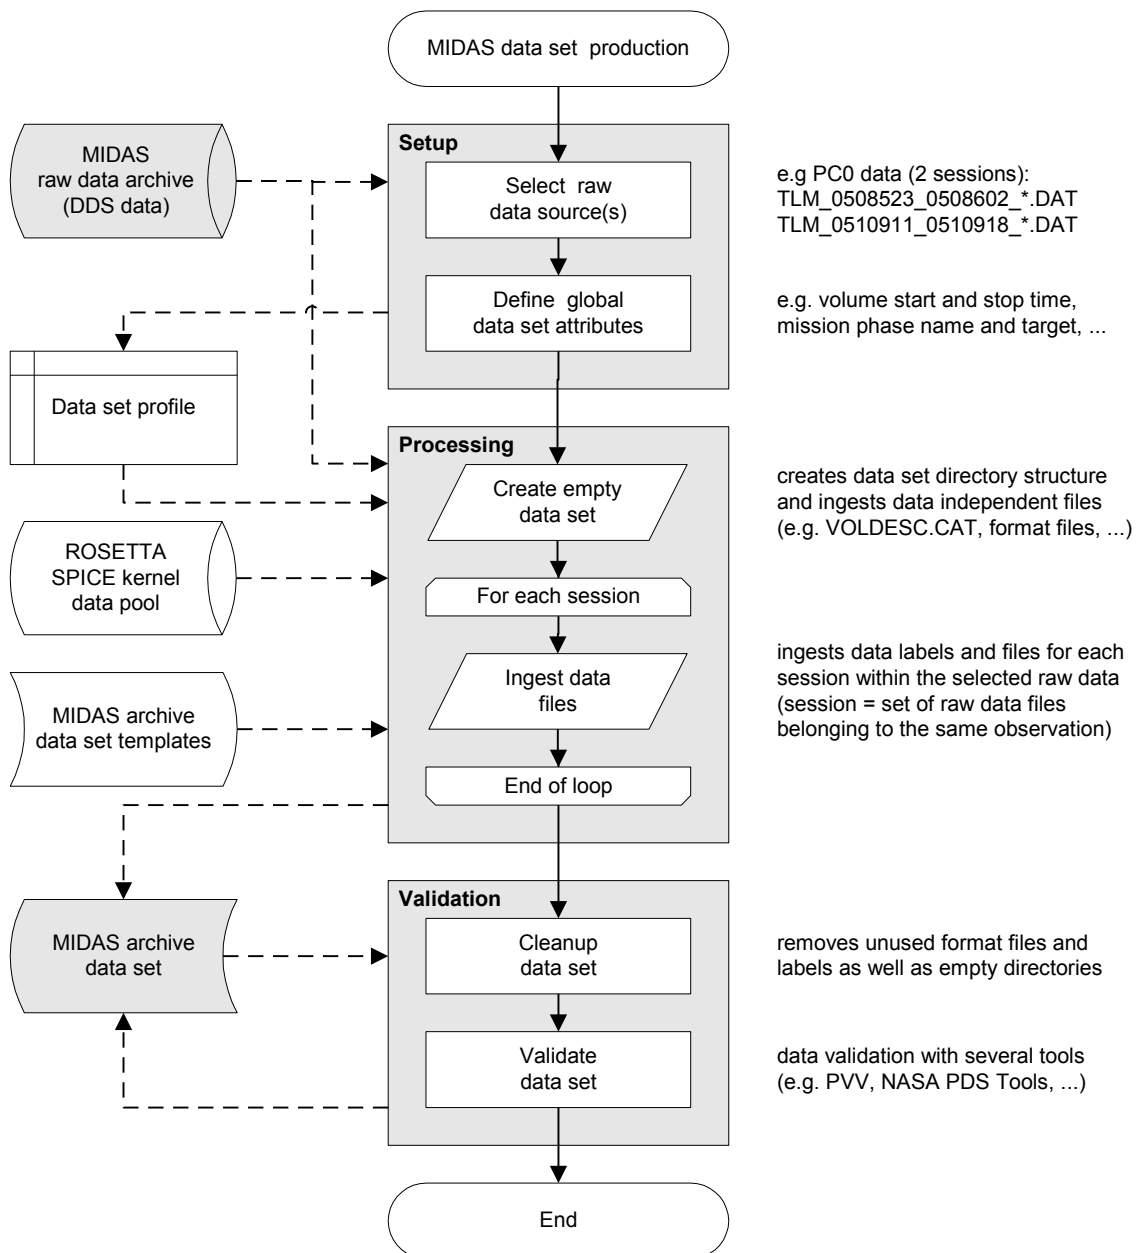 MIDAS data set  production
MIDAS
raw data archive
(DDS data)
Setup
Select  raw
data source(s)
e.g PC0 data (2 sessions):
TLM_0508523_0508602_*.DAT
TLM_0510911_0510918_*.DAT
Define  global
data set attributes
e.g. volume start and stop time,
mission phase name and target, ...
Data set profile
Processing
Create empty
data set
creates data set directory structure
and ingests data independent files
(e.g. VOLDESC.CAT, format files, ...)
ROSETTA
SPICE kernel
data pool
For each session
MIDAS archive
data set templates
Ingest data
files
ingests data labels and files for each
session within the selected raw data
(session = set of raw data files
belonging to the same observation)
End of loop
Validation
MIDAS archive
data set
Cleanup
data set
removes unused format files and
labels as well as empty directories
Validate
data set
data validation with several tools
(e.g. PVV, NASA PDS Tools, ...)
End